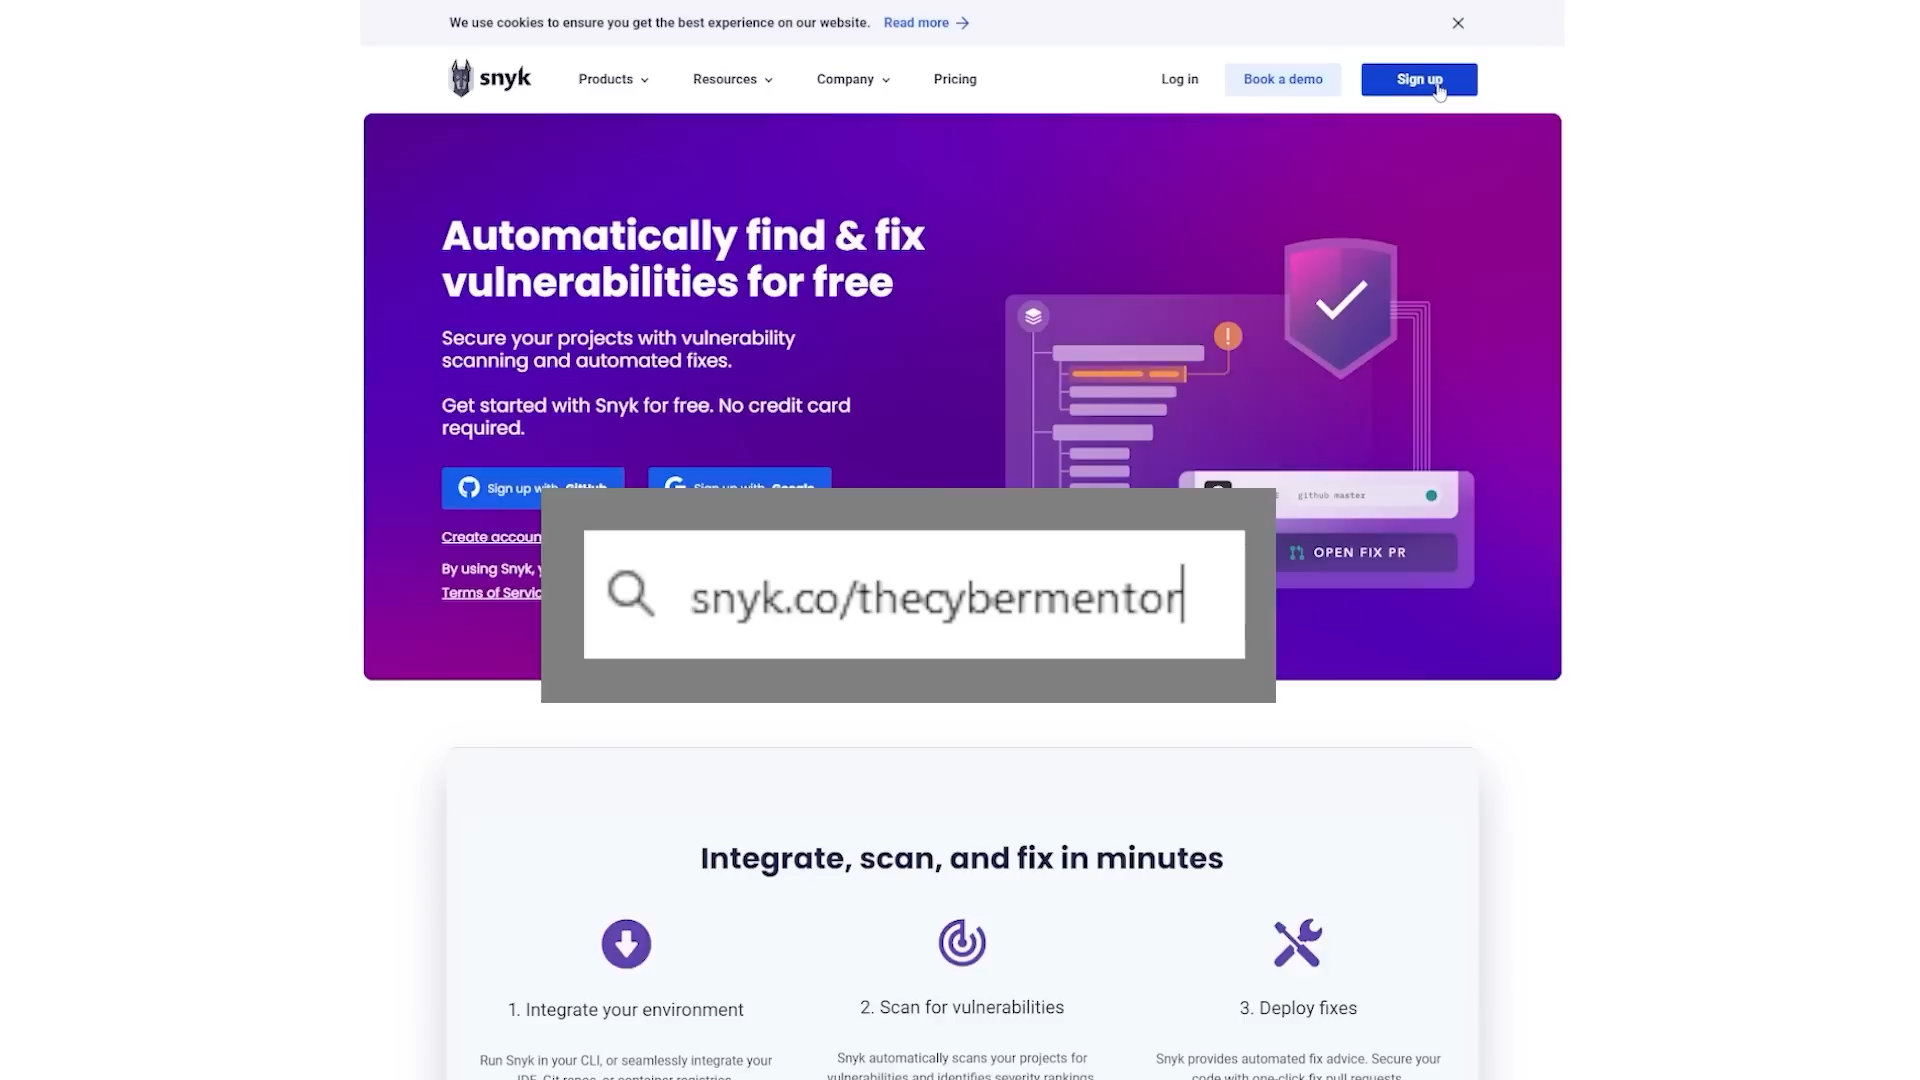 We use cookies to ensure you get the best experience on our website. Read more
snyk Products Resources Company Pricing Log in Book a demo Sign up
Automatically find & fix
vulnerabilities for free
Secure your projects with vulnerability
scanning and automated fixes.
Get started with Snyk for free. No credit card
required.
Sign up with GitHub Sign up with Google
github master
Create accoun
OPEN FIX PR
By using Snyk,
Terms of Servic
snyk.co/thecybermentor
Integrate, scan, and fix in minutes
1. Integrate your environment
2. Scan for vulnerabilities
3. Deploy fixes
Run Snyk in your CLI, or seamlessly integrate your
IDE, Git repos, or container registries
Snyk automatically scans your projects for
vulnerabilities and identifies severity rankings
Snyk provides automated fix advice. Secure your
code with one-click fix pull requests